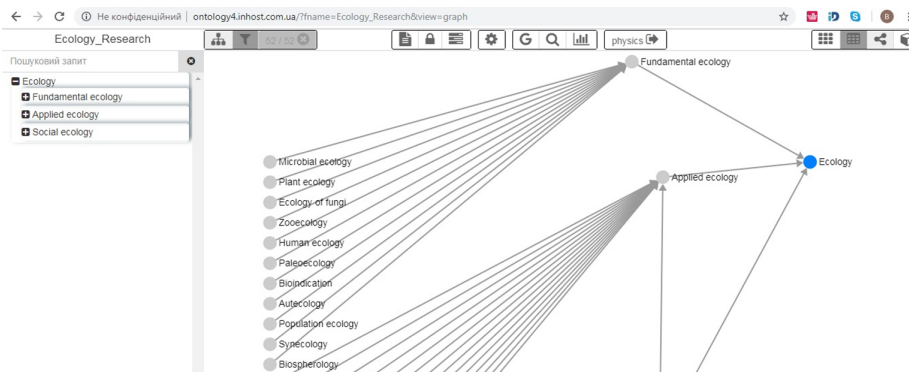 Не конфіденційний | ontology4.inhost.com.ua/?fname=Ecology_Research&view=graph
B
Ecology_Research
52 / 52
G
physics
Пошуковий запит
Ecology
Fundamental ecology
Applied ecology
Social ecology
Fundamental ecology
Ecology
Applied ecology
Microbial ecology
Plant ecology
Ecology of fungi
Zooecology
Human ecology
Paleoecology
Bioindication
Autecology
Population ecology
Synecology
Biospherology